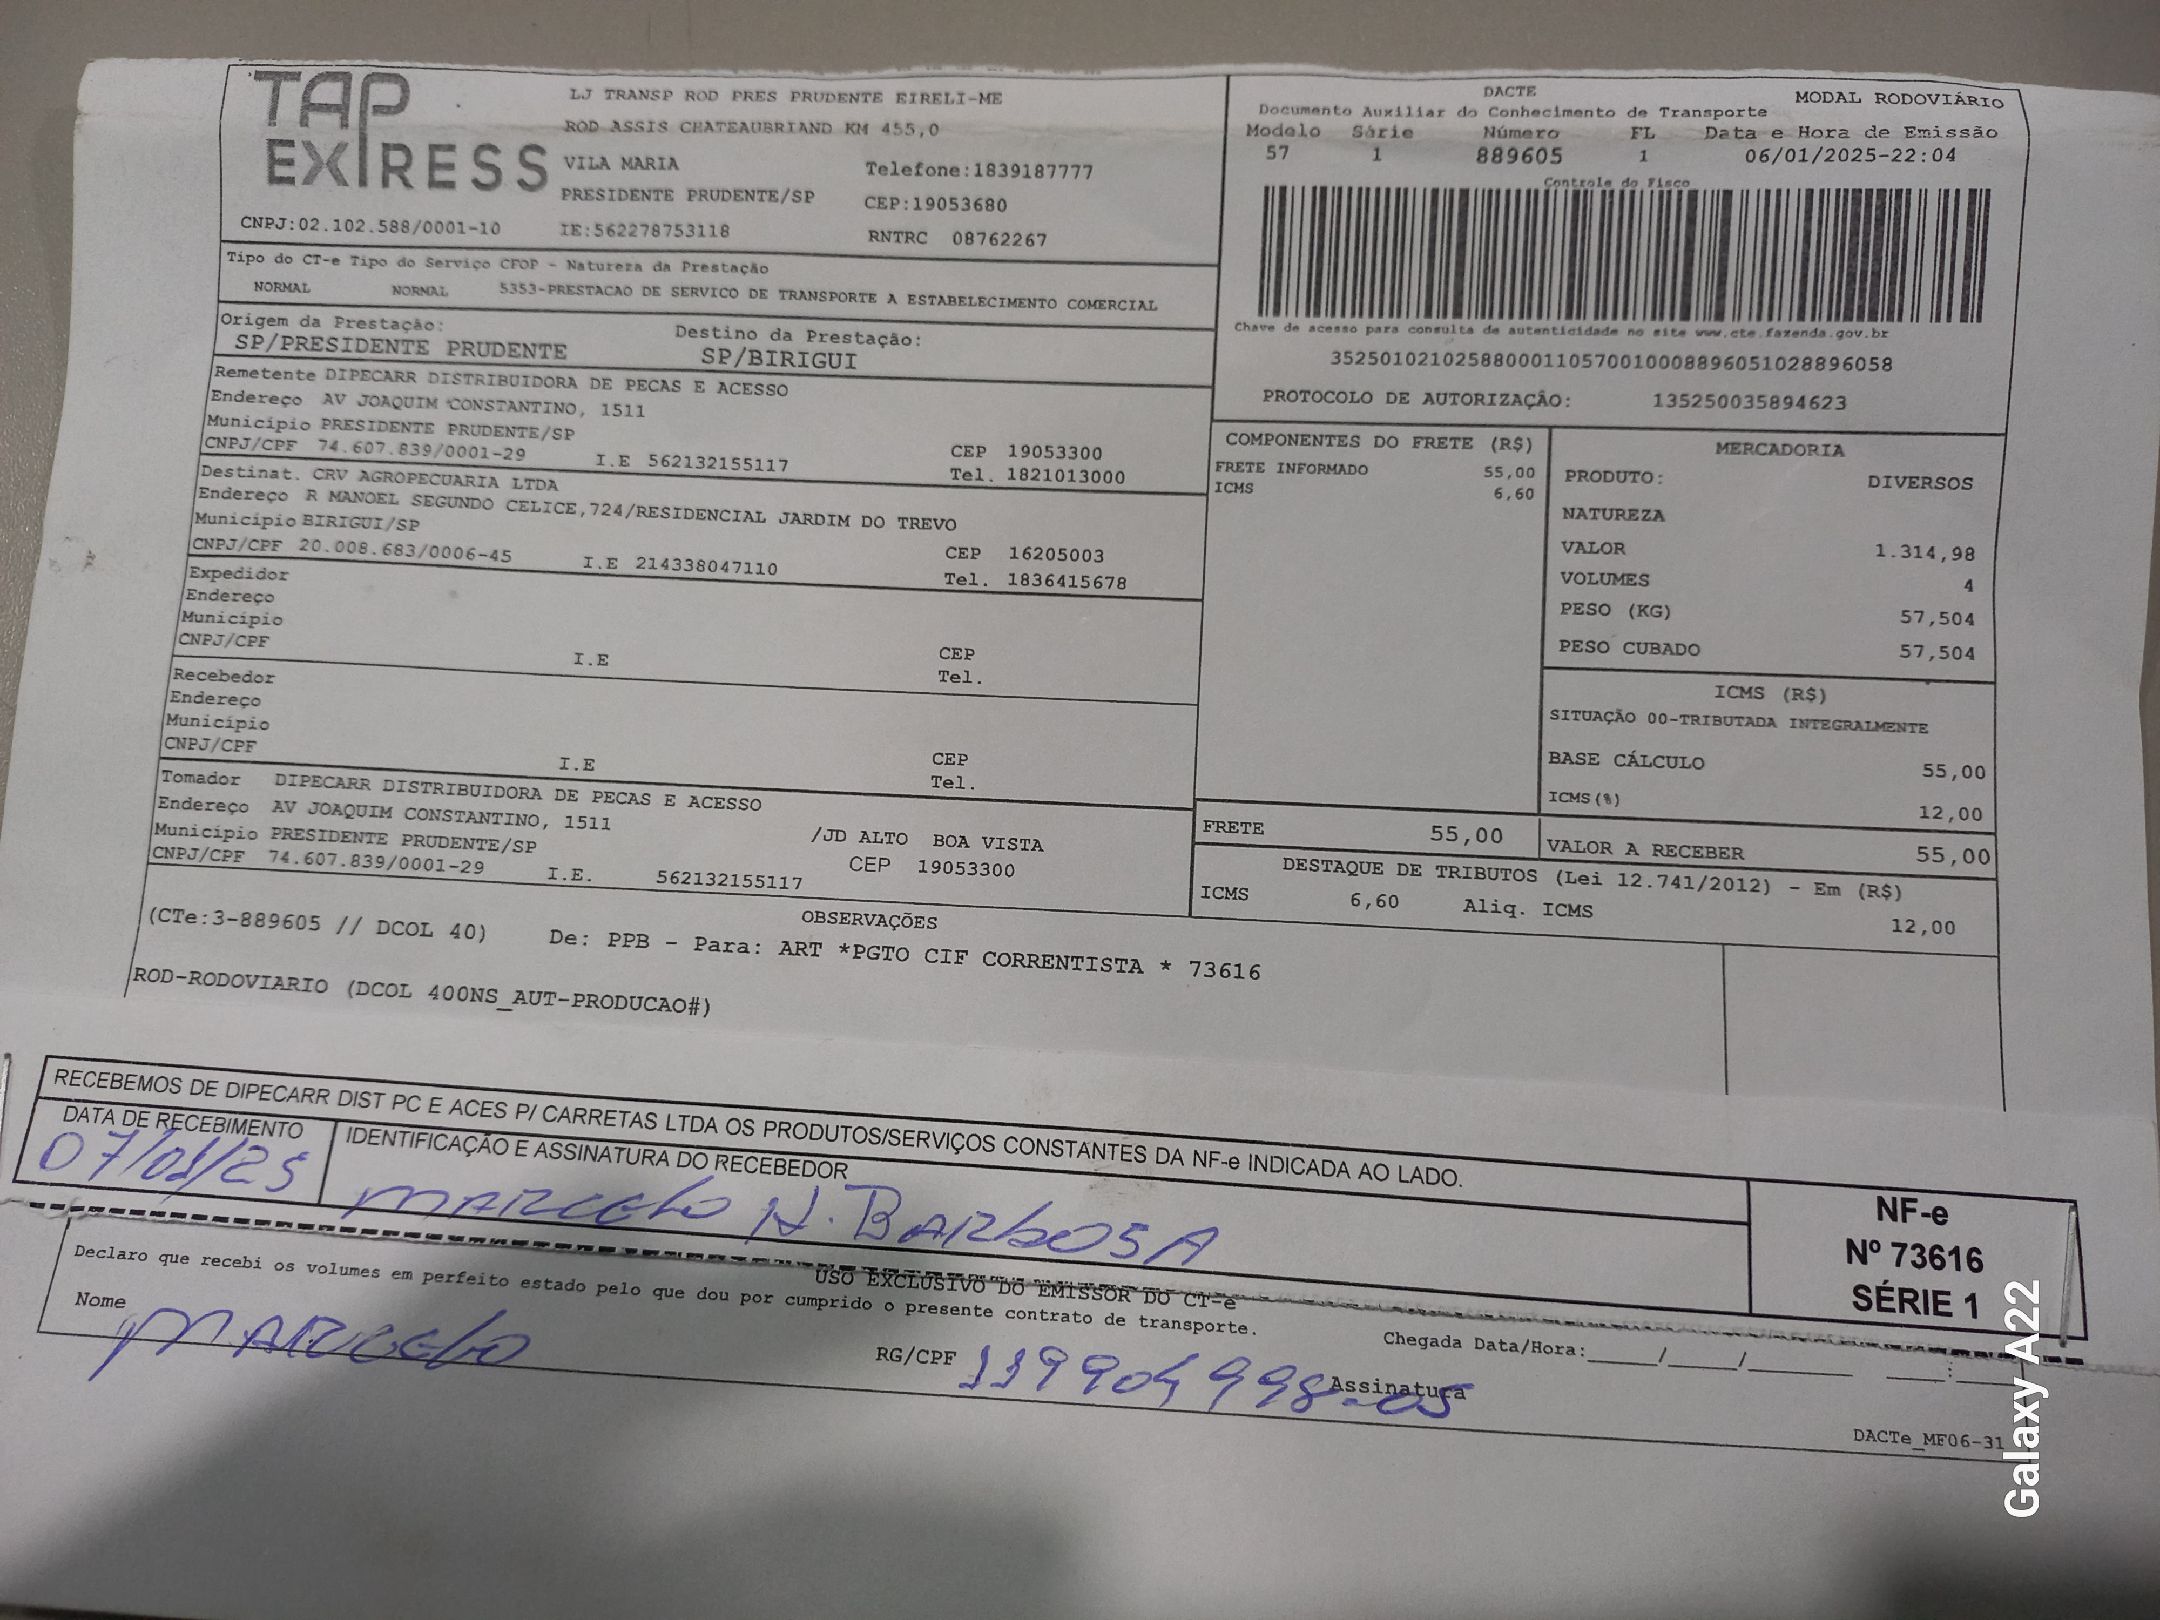 TAP EXPRESS
LJ TRANSP ROD PRES PRUDENTE EIRELI-ME
ROD ASSIS CHATEAUBRIAND KM 455,0
VILA MARIA Telefone:1839187777
PRESIDENTE PRUDENTE/SP CEP:19053680
CNPJ:02.102.588/0001-10 IE:562278753118 RNTRC 08762267
DACTE MODAL RODOVIÁRIO
Documento Auxiliar do Conhecimento de Transporte
Modelo Série Número FL Data e Hora de Emissão
57 1 889605 1 06/01/2025-22:04
Controle do Fisco
Chave de acesso para consulta de autenticidade no site www.cte.fazenda.gov.br
35250102102588000110570010008896051028896058
PROTOCOLO DE AUTORIZAÇÃO: 135250035894623
Tipo do CT-e Tipo do Serviço CFOP - Natureza da Prestação
NORMAL NORMAL 5353-PRESTACAO DE SERVICO DE TRANSPORTE A ESTABELECIMENTO COMERCIAL
Origem da Prestação: Destino da Prestação:
SP/PRESIDENTE PRUDENTE SP/BIRIGUI
Remetente DIPECARR DISTRIBUIDORA DE PECAS E ACESSO
Endereço AV JOAQUIM CONSTANTINO, 1511
Município PRESIDENTE PRUDENTE/SP CEP 19053300
CNPJ/CPF 74.607.839/0001-29 I.E 562132155117 Tel. 1821013000
Destinat. CRV AGROPECUARIA LTDA
Endereço R MANOEL SEGUNDO CELICE,724/RESIDENCIAL JARDIM DO TREVO
Município BIRIGUI/SP CEP 16205003
CNPJ/CPF 20.008.683/0006-45 I.E 214338047110 Tel. 1836415678
Expedidor
Endereço
Município CEP
CNPJ/CPF I.E Tel.
Recebedor
Endereço
Município CEP
CNPJ/CPF I.E Tel.
Tomador DIPECARR DISTRIBUIDORA DE PECAS E ACESSO
Endereço AV JOAQUIM CONSTANTINO, 1511 /JD ALTO BOA VISTA
Município PRESIDENTE PRUDENTE/SP CEP 19053300
CNPJ/CPF 74.607.839/0001-29 I.E. 562132155117
COMPONENTES DO FRETE (R$)
FRETE INFORMADO 55,00
ICMS 6,60
MERCADORIA
PRODUTO: DIVERSOS
NATUREZA
VALOR 1.314,98
VOLUMES 4
PESO (KG) 57,504
PESO CUBADO 57,504
ICMS (R$)
SITUAÇÃO 00-TRIBUTADA INTEGRALMENTE
BASE CÁLCULO 55,00
ICMS(%) 12,00
FRETE 55,00 VALOR A RECEBER 55,00
DESTAQUE DE TRIBUTOS (Lei 12.741/2012) - Em (R$)
ICMS 6,60 Aliq. ICMS 12,00
OBSERVAÇÕES
(CTe:3-889605 // DCOL 40) De: PPB - Para: ART *PGTO CIF CORRENTISTA * 73616
ROD-RODOVIARIO (DCOL 400NS_AUT-PRODUCAO#)
RECEBEMOS DE DIPECARR DIST PC E ACES P/ CARRETAS LTDA OS PRODUTOS/SERVIÇOS CONSTANTES DA NF-e INDICADA AO LADO.
DATA DE RECEBIMENTO IDENTIFICAÇÃO E ASSINATURA DO RECEBEDOR
07/01/25 MARCELO N. BARBOSA
NF-e
Nº 73616
SÉRIE 1
USO EXCLUSIVO DO EMISSOR DO CT-e
Declaro que recebi os volumes em perfeito estado pelo que dou por cumprido o presente contrato de transporte.
Nome MARCELO RG/CPF 119904998-05 Assinatura
Chegada Data/Hora:_____/_____/_______ ____:____
DACTe_MF06-31
Galaxy A22